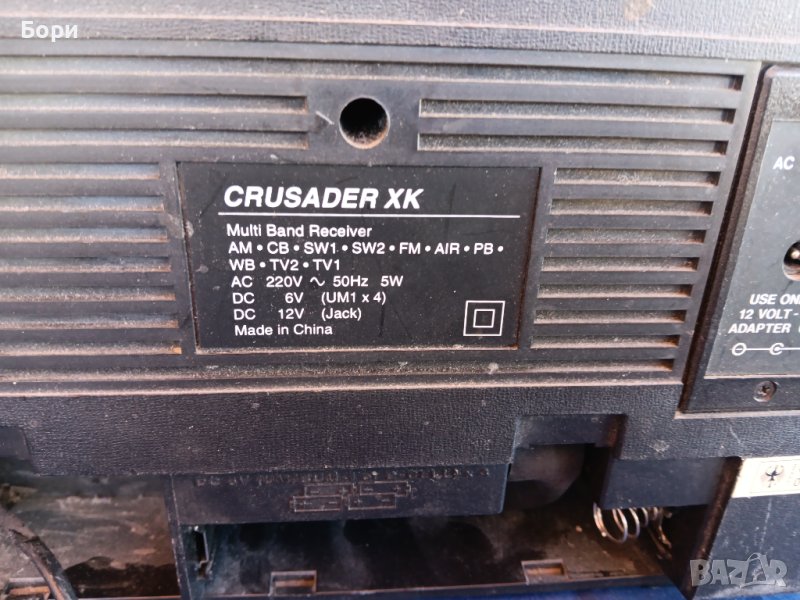 Бори
CRUSADER XK
Multi Band Receiver
AM • CB • SW1 • SW2 • FM • AIR • PB •
WB • TV2 • TV1
AC 220V ∿ 50Hz 5W
DC 6V (UM1 x 4)
DC 12V (Jack)
Made in China
AC
USE ON
12 VOLT -
ADAPTER
BAZAR